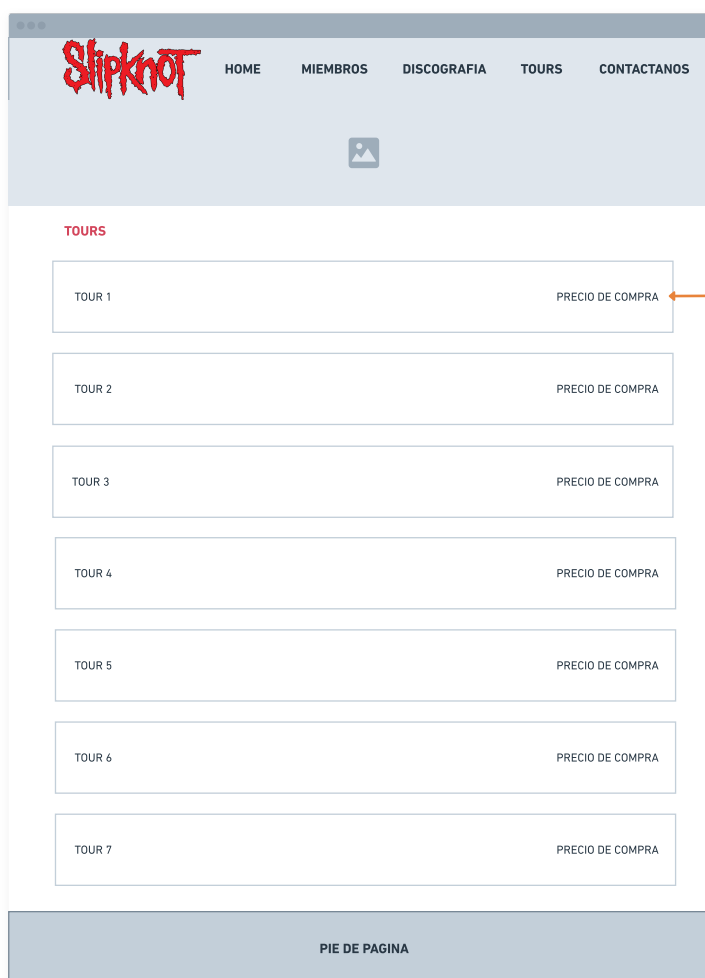 SlipKnoT
HOME MIEMBROS DISCOGRAFIA TOURS CONTACTANOS
TOURS
TOUR 1 PRECIO DE COMPRA
TOUR 2 PRECIO DE COMPRA
TOUR 3 PRECIO DE COMPRA
TOUR 4 PRECIO DE COMPRA
TOUR 5 PRECIO DE COMPRA
TOUR 6 PRECIO DE COMPRA
TOUR 7 PRECIO DE COMPRA
PIE DE PAGINA